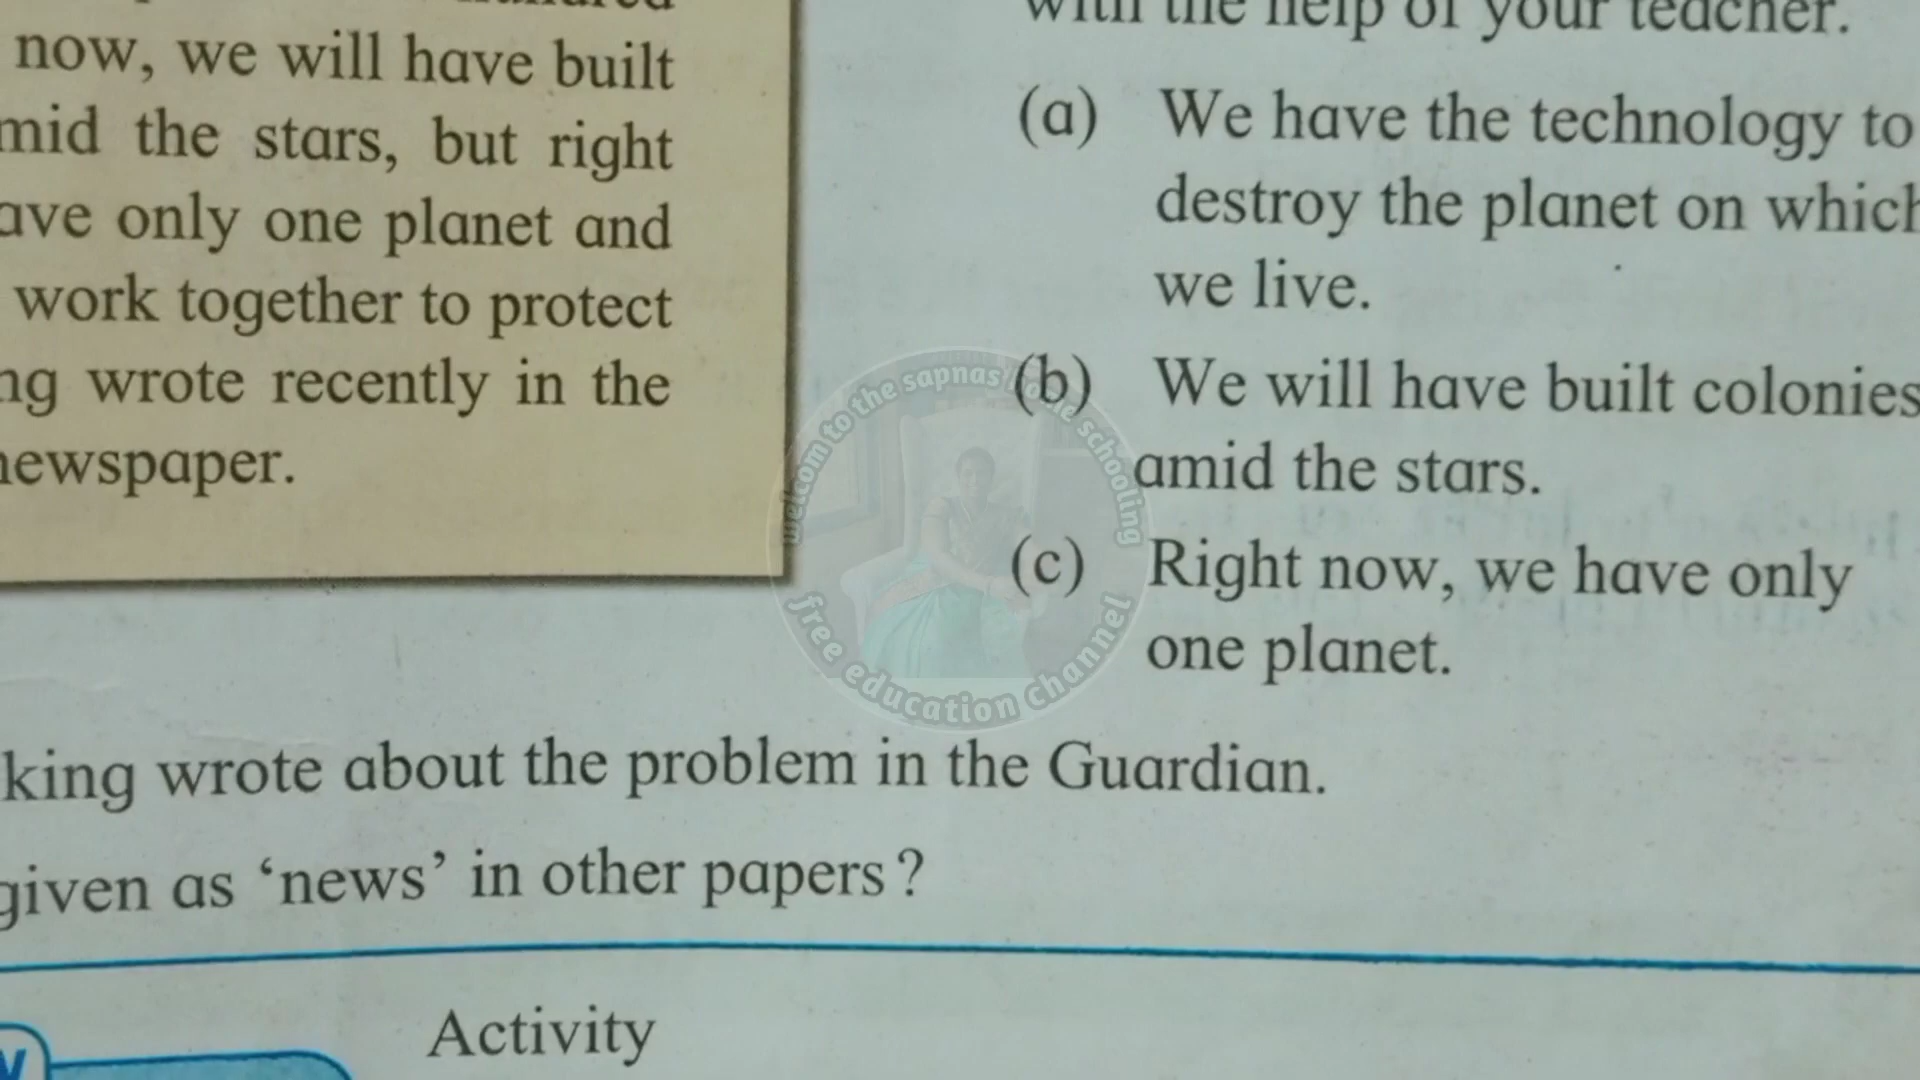 now, we will have built
mid the stars, but right
ave only one planet and
work together to protect
ng wrote recently in the
newspaper.
with the help of your teacher.
(a) We have the technology to
destroy the planet on which
we live.
(b) We will have built colonies
amid the stars.
(c) Right now, we have only
one planet.
king wrote about the problem in the Guardian.
given as ‘news’ in other papers?
Activity
welcom to the sapnas home schooling
free education channel